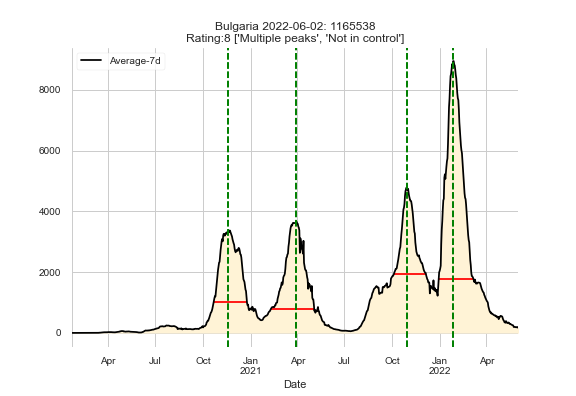 Bulgaria 2022-06-02: 1165538
Rating:8 ['Multiple peaks', 'Not in control']
Average-7d
8000
6000
4000
2000
0
Apr Jul Oct Jan Apr Jul Oct Jan Apr
2021 2022
Date